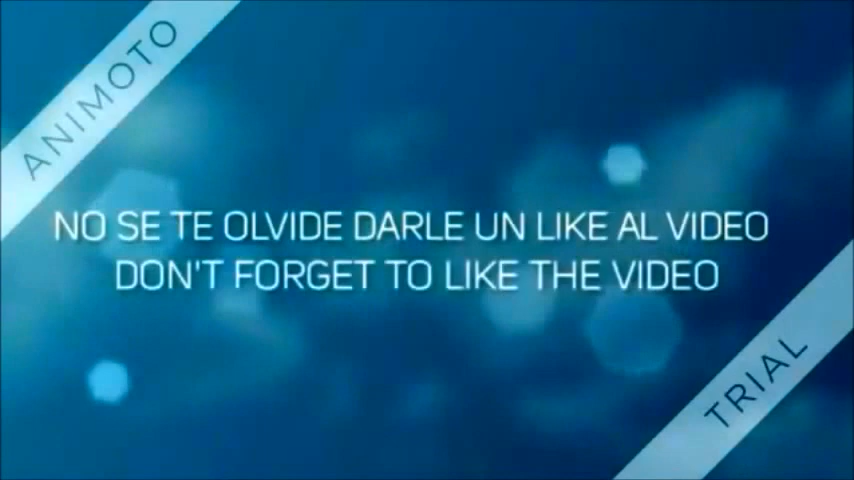 ANIMOTO
NO SE TE OLVIDE DARLE UN LIKE AL VIDEO
DON'T FORGET TO LIKE THE VIDEO
TRIAL